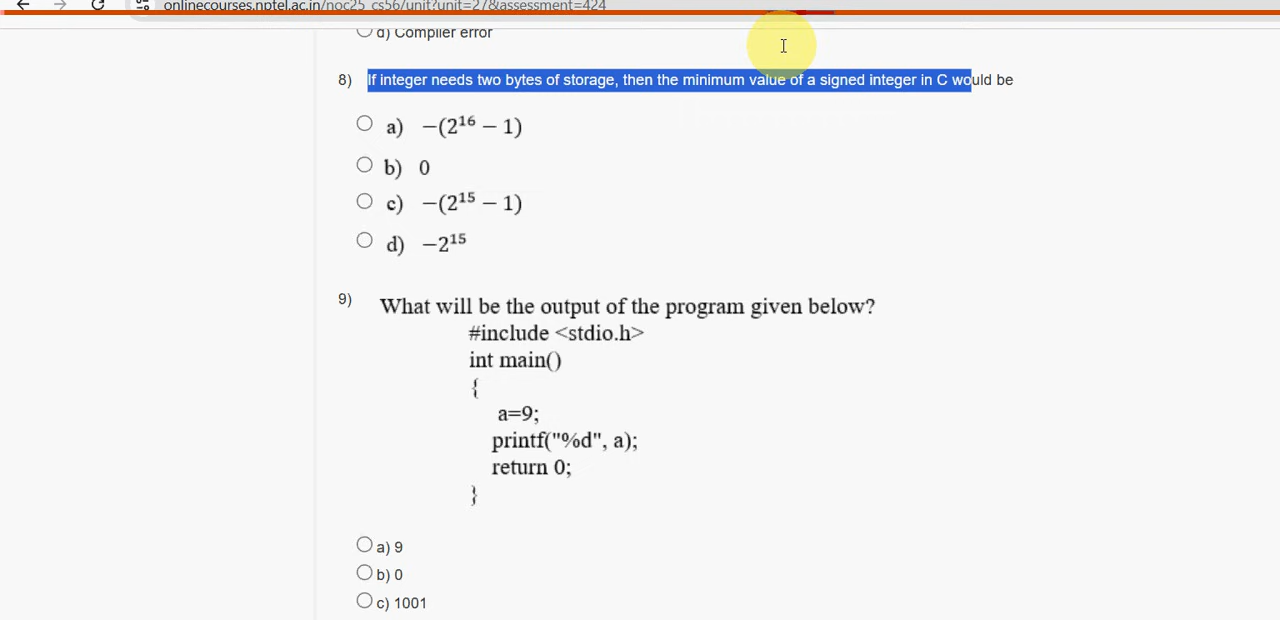 onlinecourses.nptel.ac.in/noc25_cs56/unit?unit=27&assessment=424
d) Compiler error
8) If integer needs two bytes of storage, then the minimum value of a signed integer in C would be
a) −(2¹⁶ − 1)
b) 0
c) −(2¹⁵ − 1)
d) −2¹⁵
9) What will be the output of the program given below?
#include <stdio.h>
int main()
{
a=9;
printf("%d", a);
return 0;
}
a) 9
b) 0
c) 1001